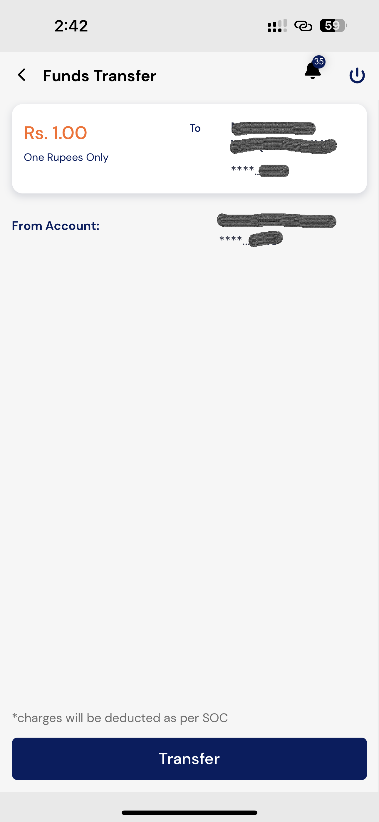 2:42
59
35
Funds Transfer
Rs. 1.00
To
One Rupees Only
****
From Account:
****
*charges will be deducted as per SOC
Transfer